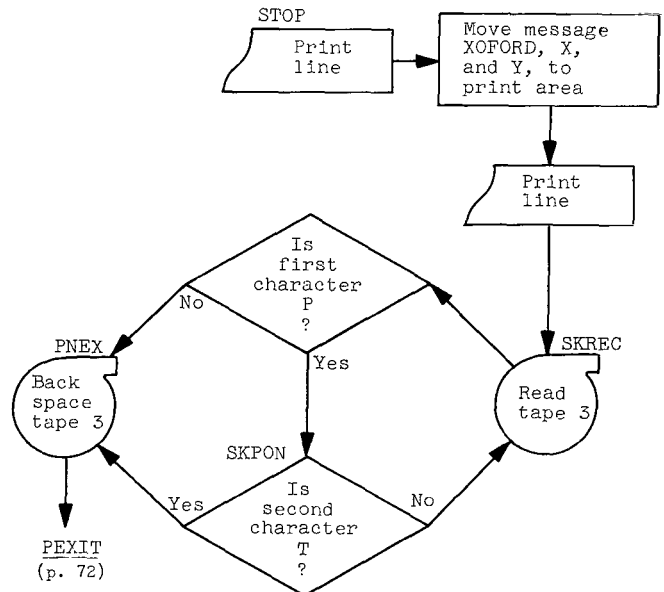 STOP
Print
line
Move message
XOFORD, X,
and Y, to
print area
Print
line
Is
first
character
P
?
No
Yes
PNEX
Back
space
tape 3
SKREC
Read
tape 3
SKPON
Yes
No
Is
second
character
T
?
PEXIT
(p. 72)